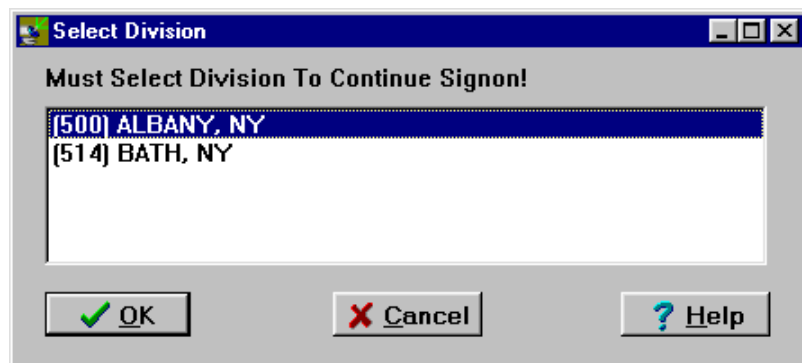 Select Division
Must Select Division To Continue Signon!
(500) ALBANY, NY
(514) BATH, NY
OK
Cancel
? Help